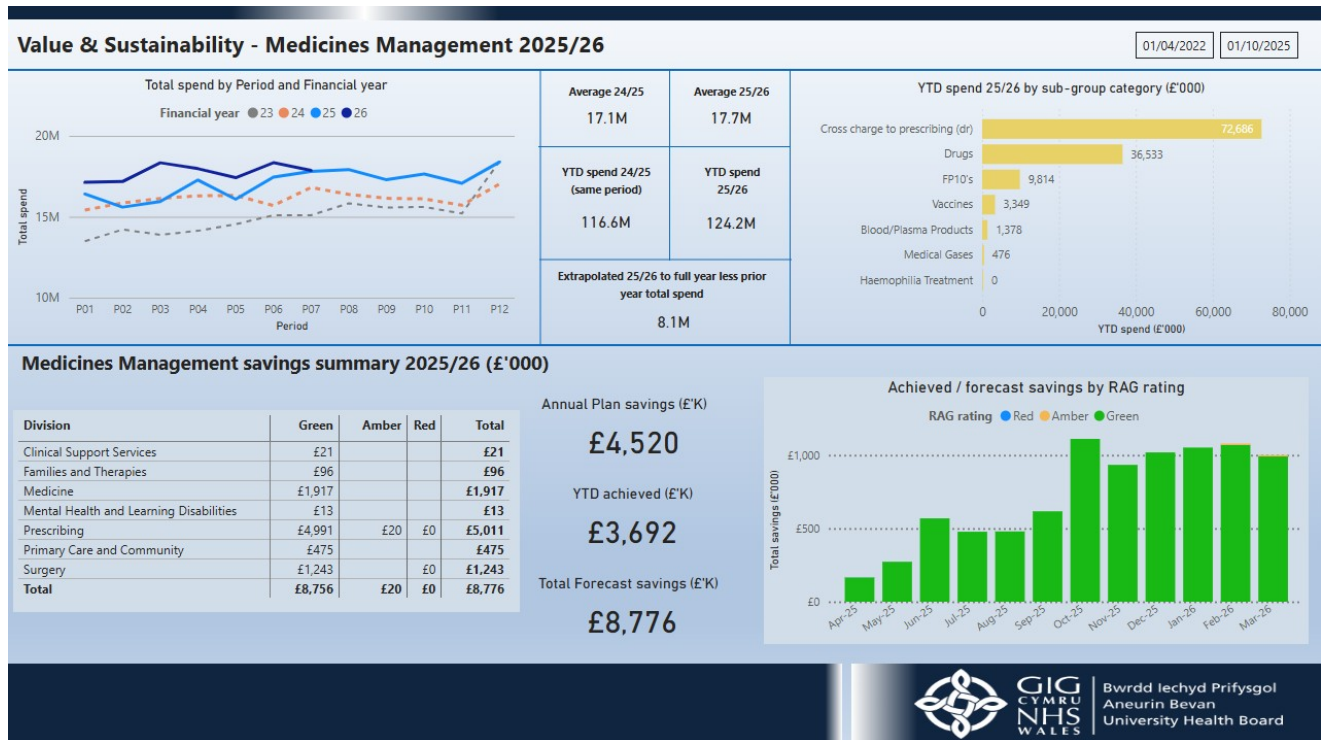 Value & Sustainability - Medicines Management 2025/26
01/04/2022 01/10/2025
Total spend by Period and Financial year
Financial year 23 24 25 26
20M
15M
10M
Total spend
P01 P02 P03 P04 P05 P06 P07 P08 P09 P10 P11 P12
Period
Average 24/25
17.1M
Average 25/26
17.7M
YTD spend 24/25
(same period)
116.6M
YTD spend
25/26
124.2M
Extrapolated 25/26 to full year less prior
year total spend
8.1M
YTD spend 25/26 by sub-group category (£'000)
Cross charge to prescribing (dr) 72,686
Drugs 36,533
FP10's 9,814
Vaccines 3,349
Blood/Plasma Products 1,378
Medical Gases 476
Haemophilia Treatment 0
0 20,000 40,000 60,000 80,000
YTD spend (£'000)
Medicines Management savings summary 2025/26 (£'000)
Division Green Amber Red Total
Clinical Support Services £21 £21
Families and Therapies £96 £96
Medicine £1,917 £1,917
Mental Health and Learning Disabilities £13 £13
Prescribing £4,991 £20 £0 £5,011
Primary Care and Community £475 £475
Surgery £1,243 £0 £1,243
Total £8,756 £20 £0 £8,776
Annual Plan savings (£'K)
£4,520
YTD achieved (£'K)
£3,692
Total Forecast savings (£'K)
£8,776
Achieved / forecast savings by RAG rating
RAG rating Red Amber Green
£1,000
£500
£0
Total savings (£'000)
Apr-25 May-25 Jun-25 Jul-25 Aug-25 Sep-25 Oct-25 Nov-25 Dec-25 Jan-26 Feb-26 Mar-26
GIG
CYMRU
NHS
WALES
Bwrdd Iechyd Prifysgol
Aneurin Bevan
University Health Board